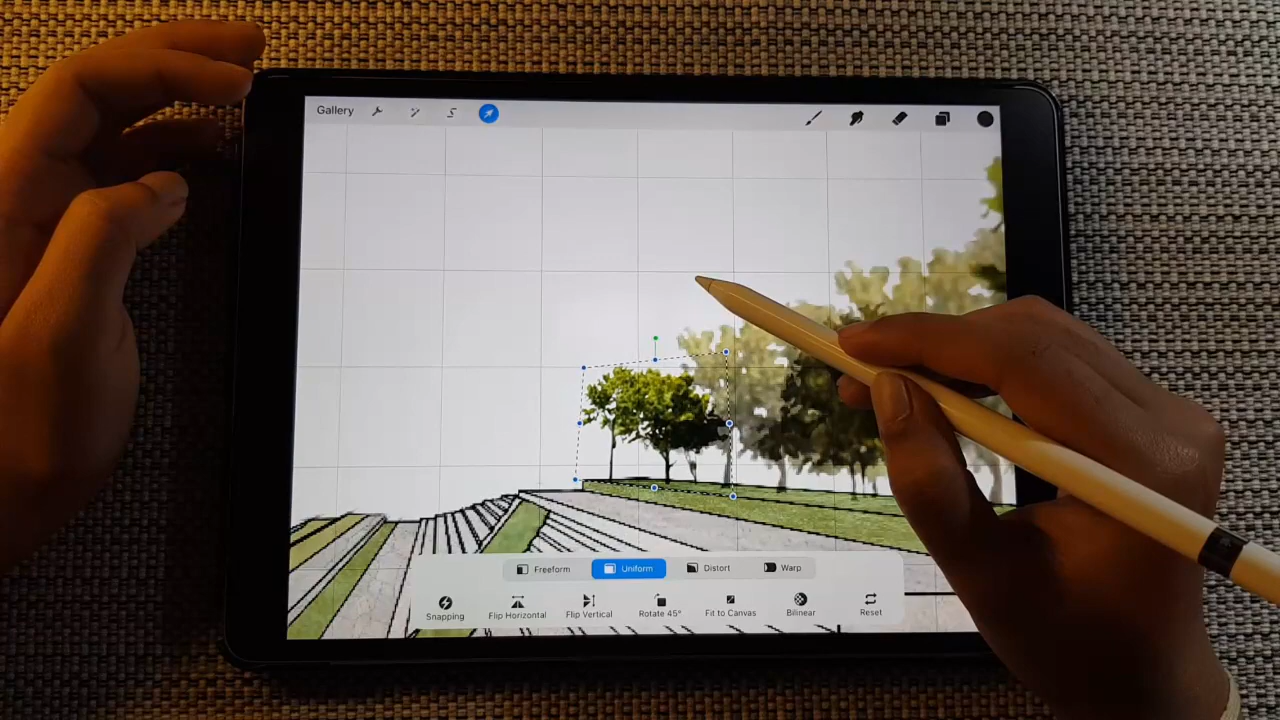 Gallery
Freeform Uniform Distort Warp
Snapping Flip Horizontal Flip Vertical Rotate 45° Fit to Canvas Bilinear Reset